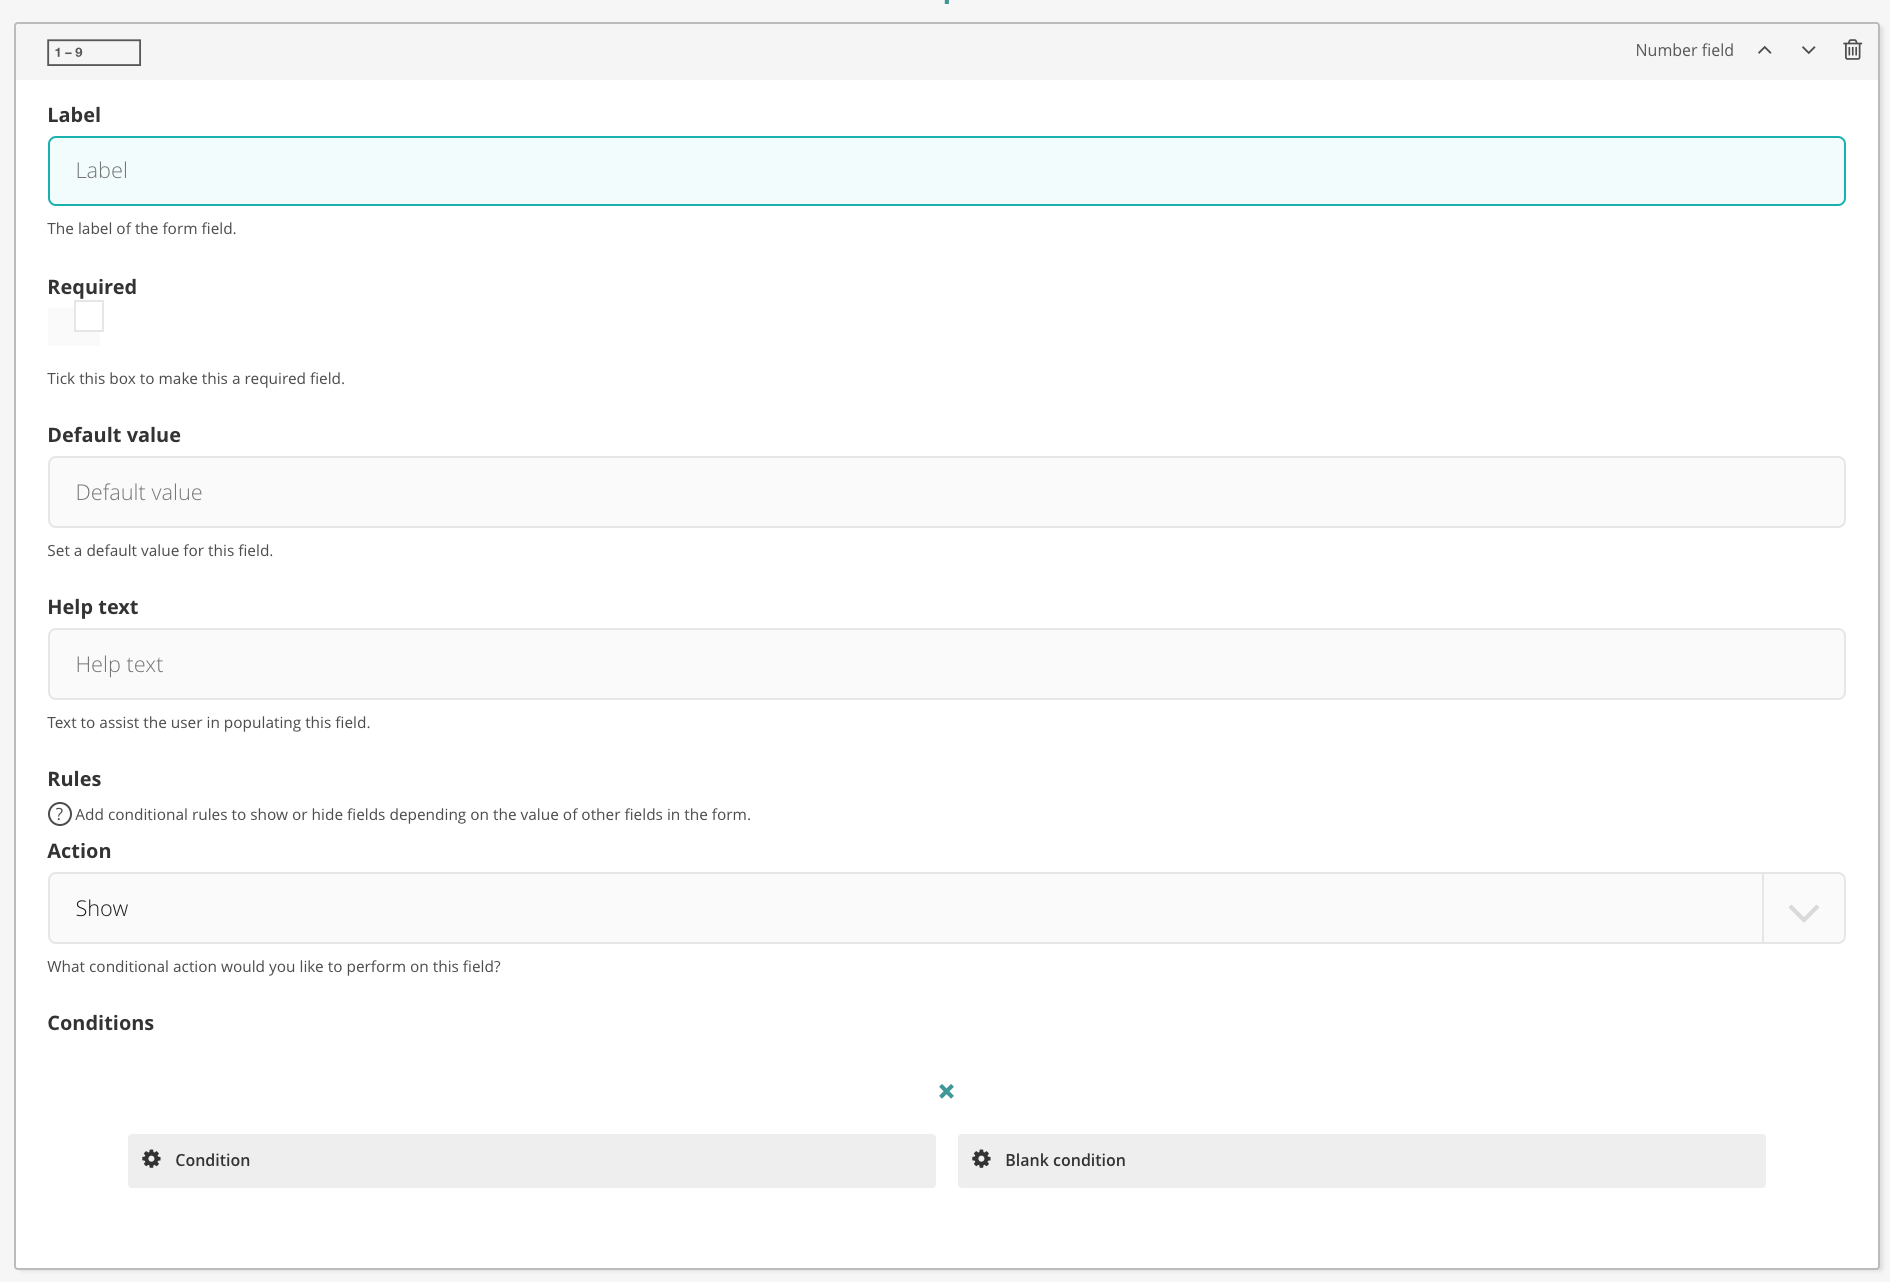 1 – 9
Number field
Label
Label
The label of the form field.
Required
Tick this box to make this a required field.
Default value
Default value
Set a default value for this field.
Help text
Help text
Text to assist the user in populating this field.
Rules
? Add conditional rules to show or hide fields depending on the value of other fields in the form.
Action
Show
What conditional action would you like to perform on this field?
Conditions
Condition
Blank condition